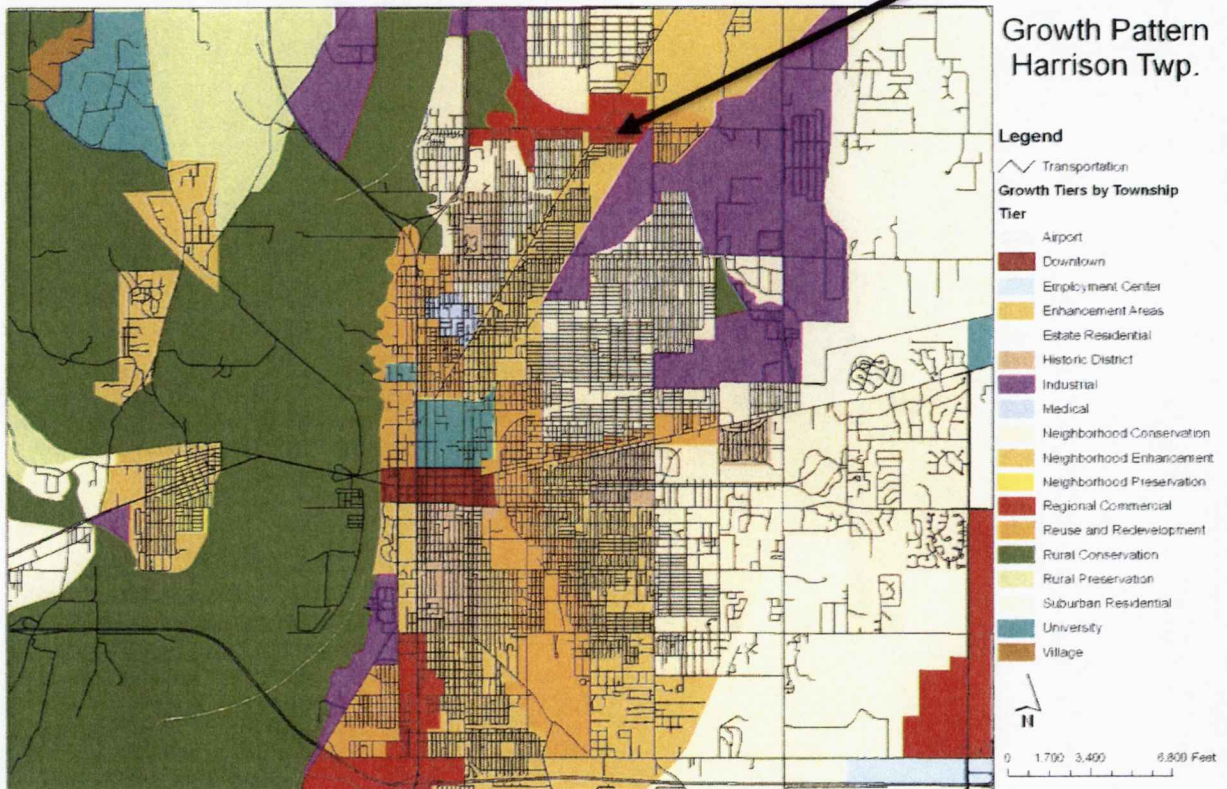 Growth Pattern
Harrison Twp.
Legend
Transportation
Growth Tiers by Township
Tier
Airport
Downtown
Employment Center
Enhancement Areas
Estate Residential
Historic District
Industrial
Medical
Neighborhood Conservation
Neighborhood Enhancement
Neighborhood Preservation
Regional Commercial
Reuse and Redevelopment
Rural Conservation
Rural Preservation
Suburban Residential
University
Village
N
0 1,700 3,400 6,800 Feet